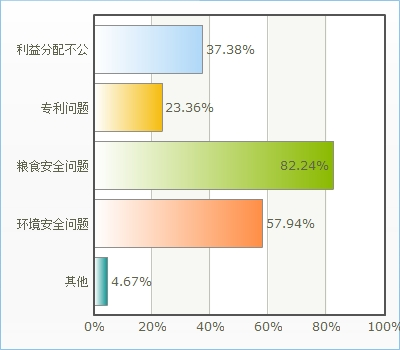 利益分配不公 37.38%
专利问题 23.36%
粮食安全问题 82.24%
环境安全问题 57.94%
其他 4.67%
0% 20% 40% 60% 80% 100%